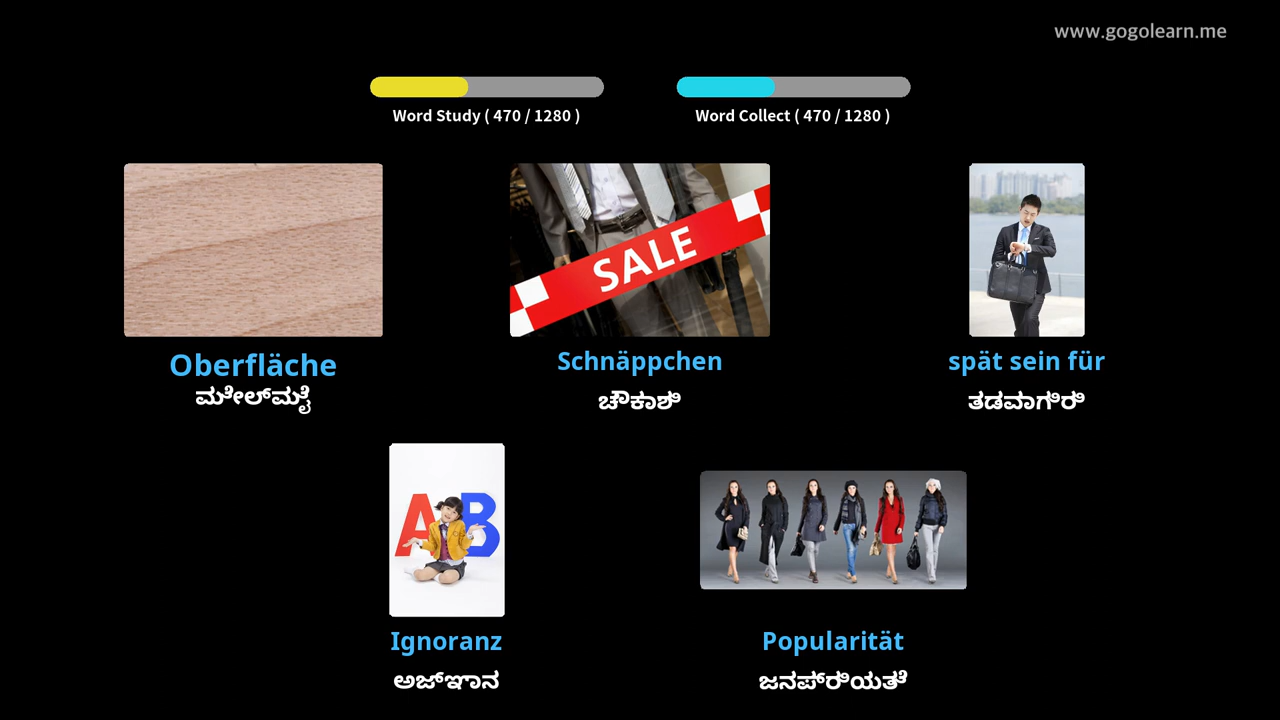 www.gogolearn.me
Word Study ( 470 / 1280 )
Word Collect ( 470 / 1280 )
SALE
Oberfläche
ಮೇಲ್ಮೈ
Schnäppchen
ಚೌಕಾಶಿ
spät sein für
ತಡವಾಗಿರಿ
A B
Ignoranz
ಅಜ್ಞಾನ
Popularität
ಜನಪ್ರಿಯತೆ